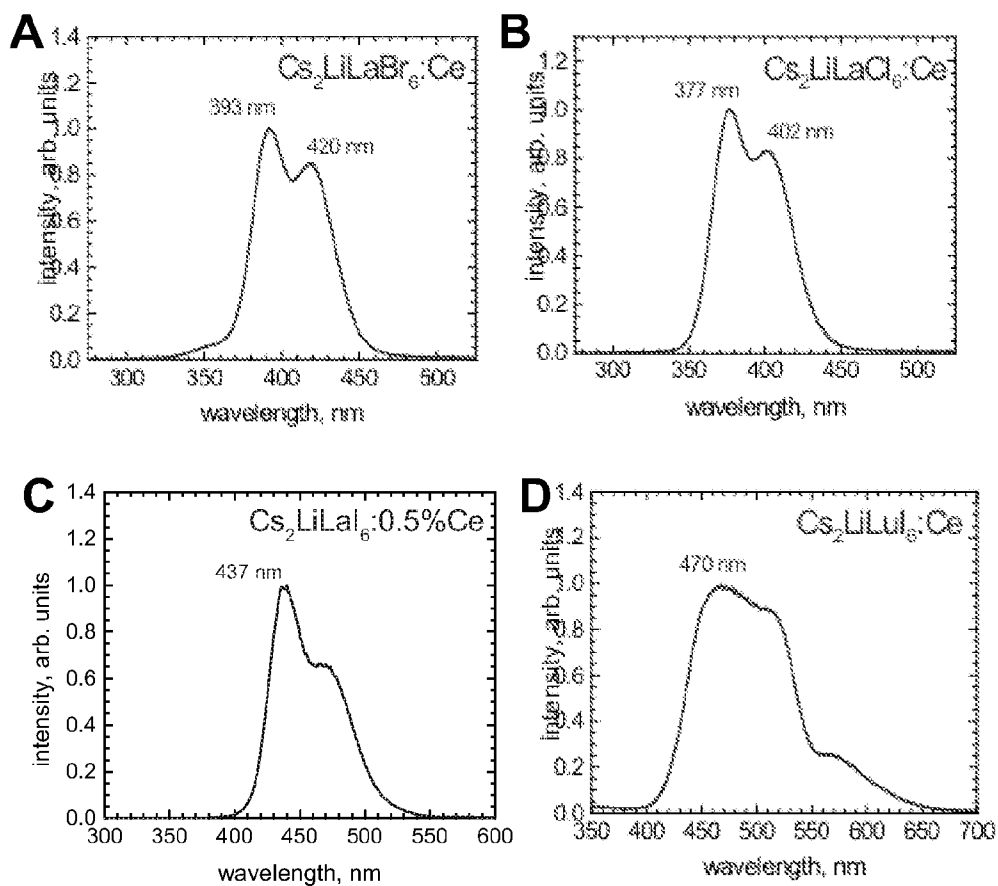 A
Cs₂LiLaBr₆:Ce
393 nm
420 nm
intensity, arb. units
1.4
1.2
1.0
0.8
0.6
0.4
0.2
0.0
300 350 400 450 500
wavelength, nm
B
Cs₂LiLaCl₆:Ce
377 nm
402 nm
intensity, arb. units
1.2
1.0
0.8
0.6
0.4
0.2
0.0
300 350 400 450 500
wavelength, nm
C
Cs₂LiLaI₆:0.5%Ce
437 nm
intensity, arb. units
1.4
1.2
1.0
0.8
0.6
0.4
0.2
0.0
300 350 400 450 500 550 600
wavelength, nm
D
Cs₂LiLuI₆:Ce
470 nm
intensity, arb. units
1.4
1.2
1.0
0.8
0.6
0.4
0.2
0.0
350 400 450 500 550 600 650 700
wavelength, nm